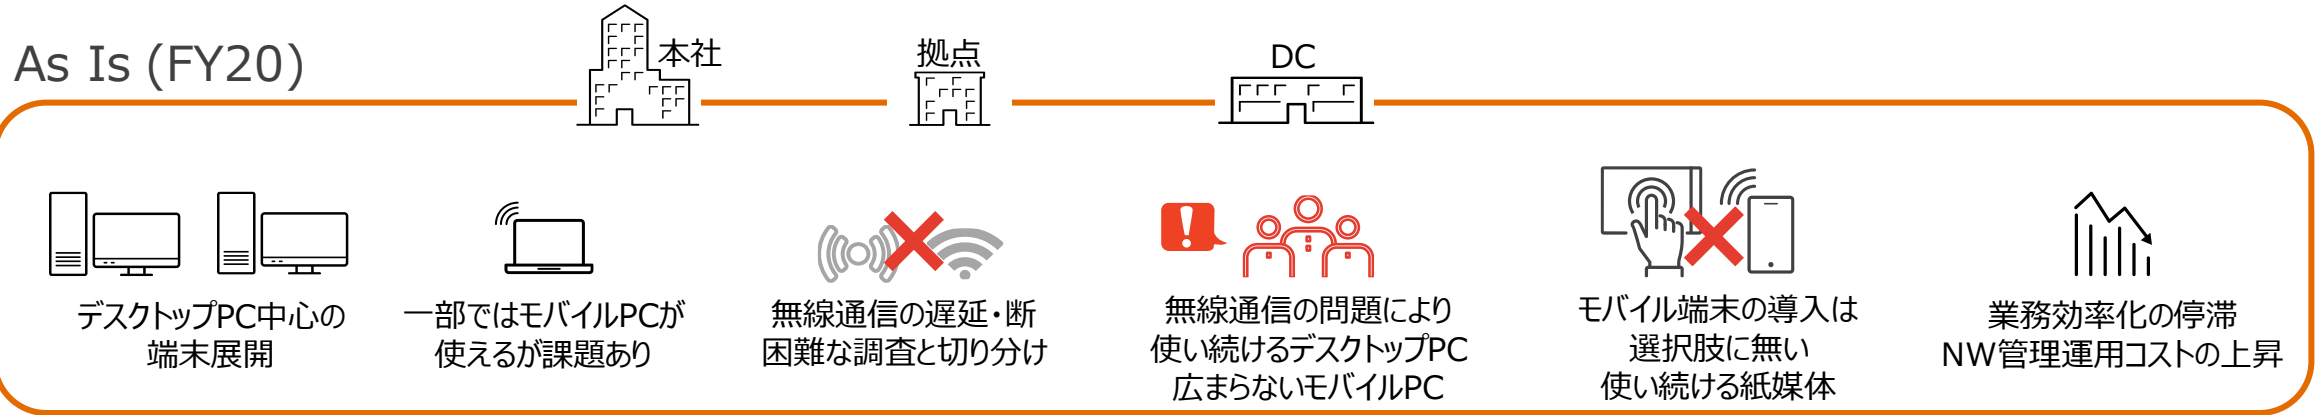 As Is (FY20)
本社
拠点
DC
デスクトップPC中心の
端末展開
一部ではモバイルPCが
使えるが課題あり
無線通信の遅延・断
困難な調査と切り分け
無線通信の問題により
使い続けるデスクトップPC
広まらないモバイルPC
モバイル端末の導入は
選択肢に無い
使い続ける紙媒体
業務効率化の停滞
NW管理運用コストの上昇